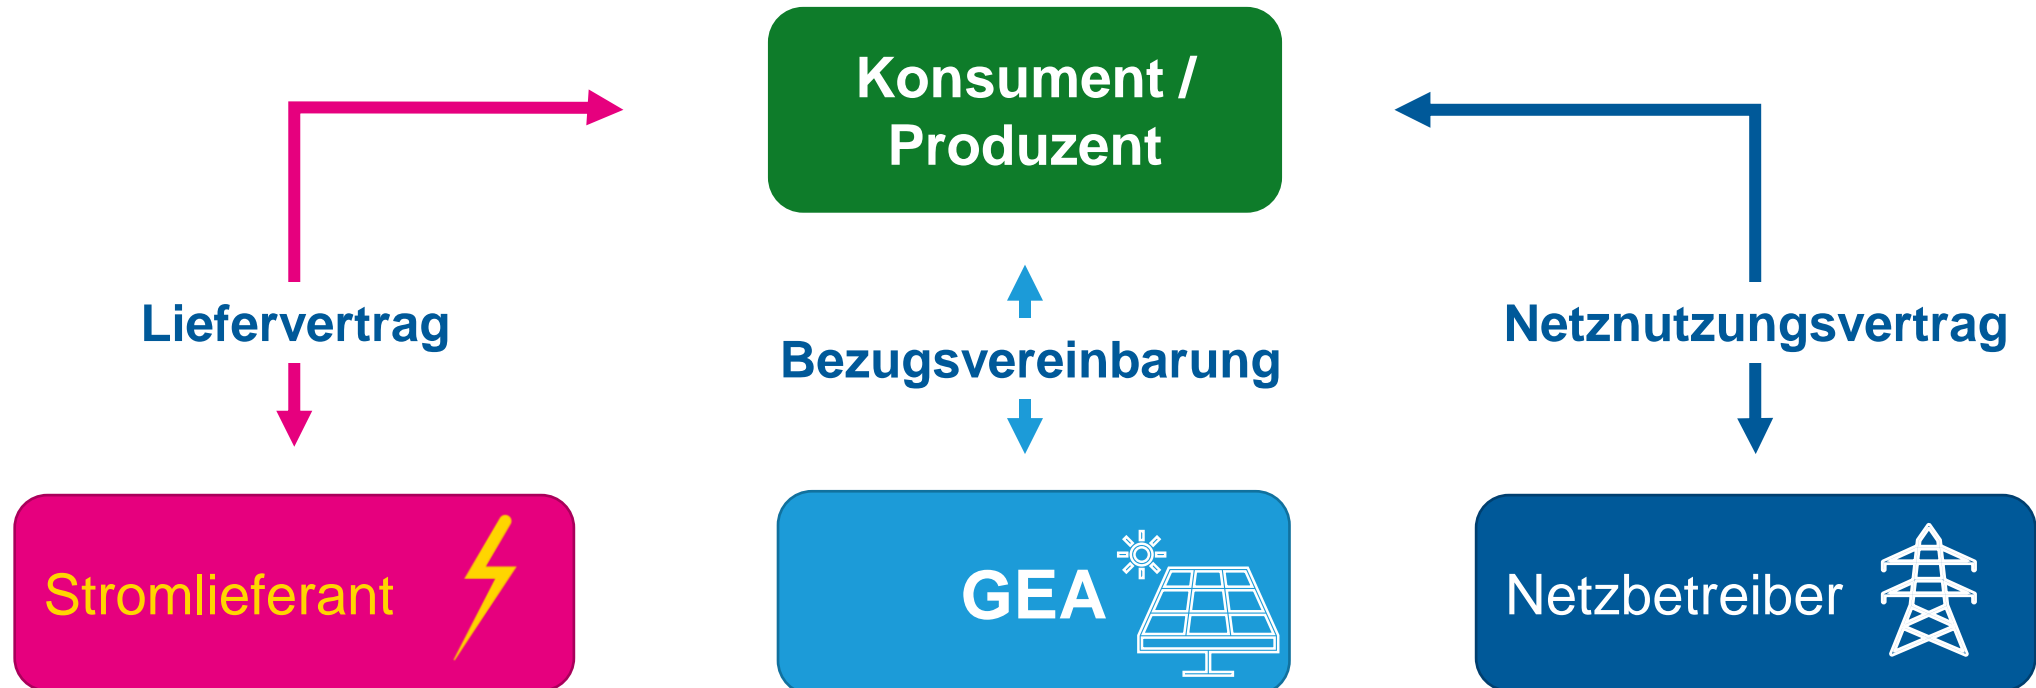 Konsument /
Produzent
Liefervertrag
Bezugsvereinbarung
Netznutzungsvertrag
Stromlieferant
GEA
Netzbetreiber